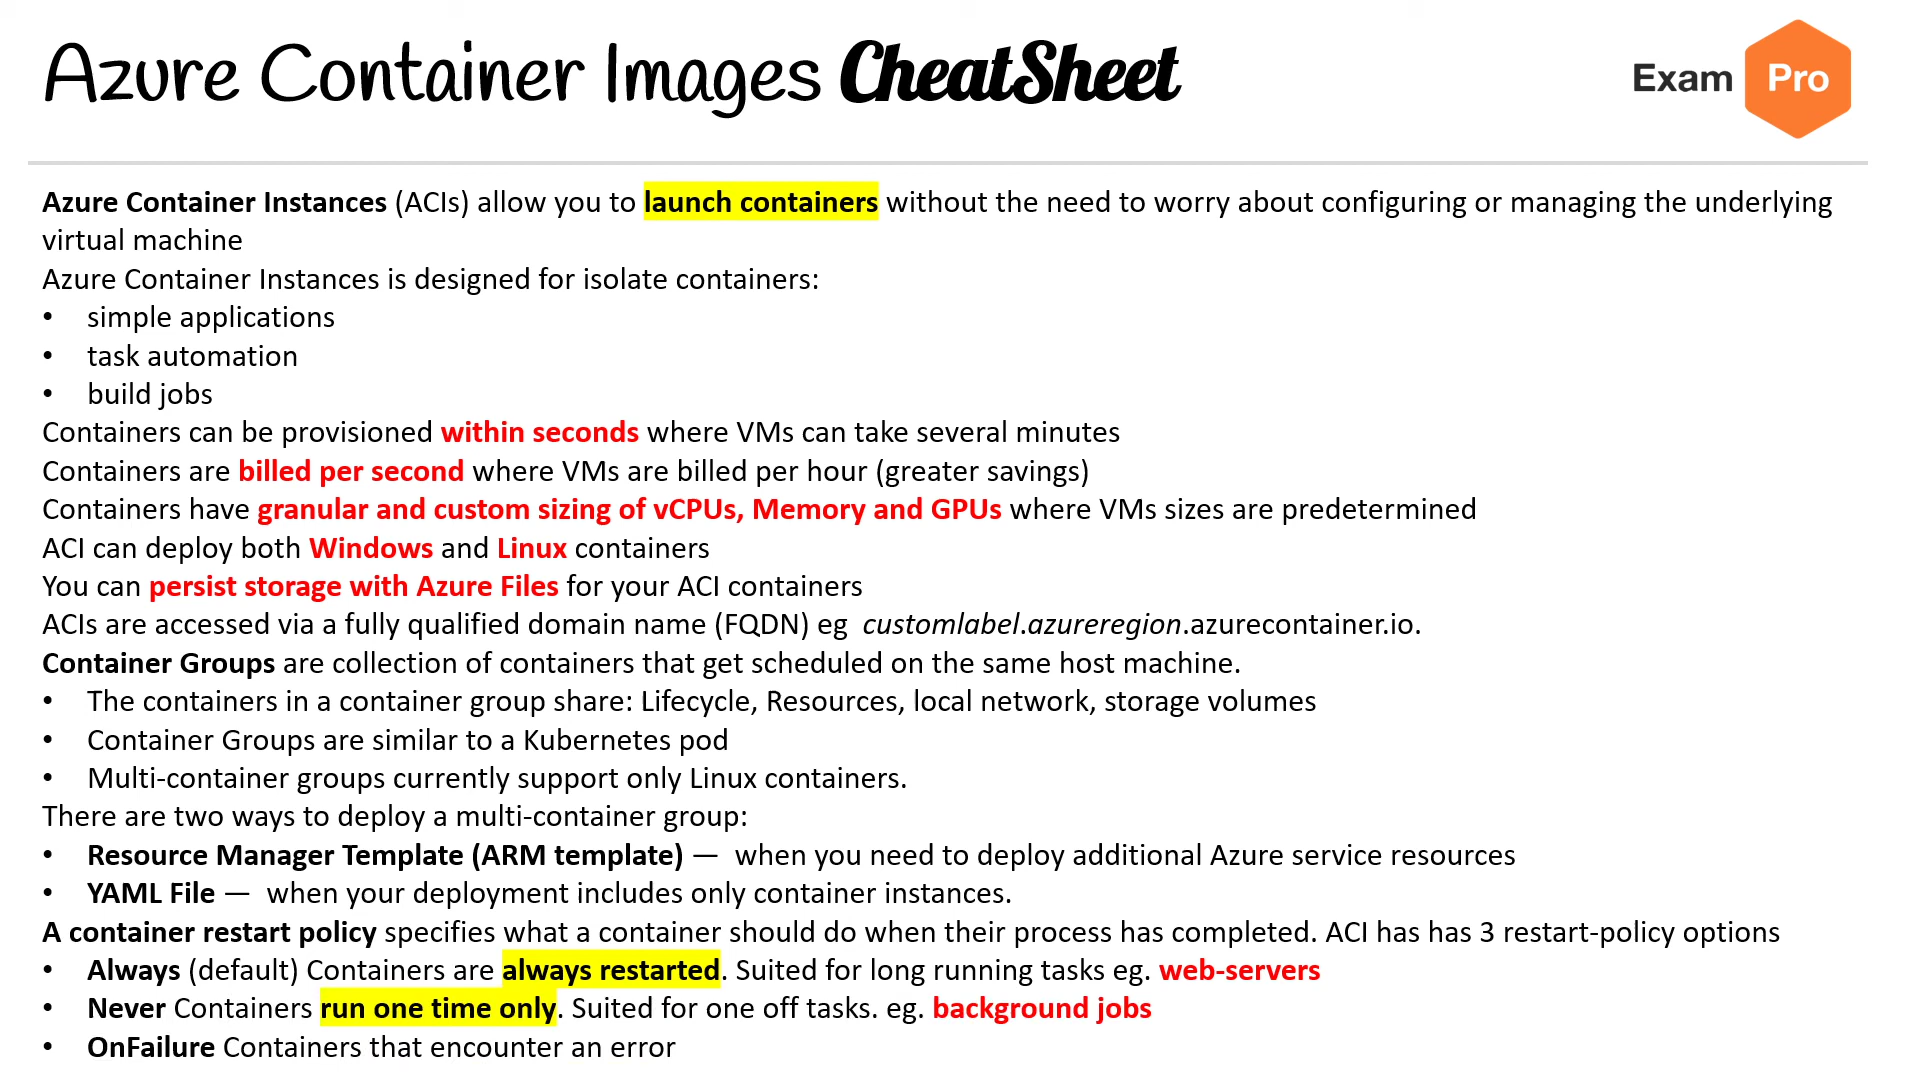 Azure Container Images CheatSheet
Exam Pro
Azure Container Instances (ACIs) allow you to launch containers without the need to worry about configuring or managing the underlying
virtual machine
Azure Container Instances is designed for isolate containers:
• simple applications
• task automation
• build jobs
Containers can be provisioned within seconds where VMs can take several minutes
Containers are billed per second where VMs are billed per hour (greater savings)
Containers have granular and custom sizing of vCPUs, Memory and GPUs where VMs sizes are predetermined
ACI can deploy both Windows and Linux containers
You can persist storage with Azure Files for your ACI containers
ACIs are accessed via a fully qualified domain name (FQDN) eg customlabel.azureregion.azurecontainer.io.
Container Groups are collection of containers that get scheduled on the same host machine.
• The containers in a container group share: Lifecycle, Resources, local network, storage volumes
• Container Groups are similar to a Kubernetes pod
• Multi-container groups currently support only Linux containers.
There are two ways to deploy a multi-container group:
• Resource Manager Template (ARM template) — when you need to deploy additional Azure service resources
• YAML File — when your deployment includes only container instances.
A container restart policy specifies what a container should do when their process has completed. ACI has has 3 restart-policy options
• Always (default) Containers are always restarted. Suited for long running tasks eg. web-servers
• Never Containers run one time only. Suited for one off tasks. eg. background jobs
• OnFailure Containers that encounter an error